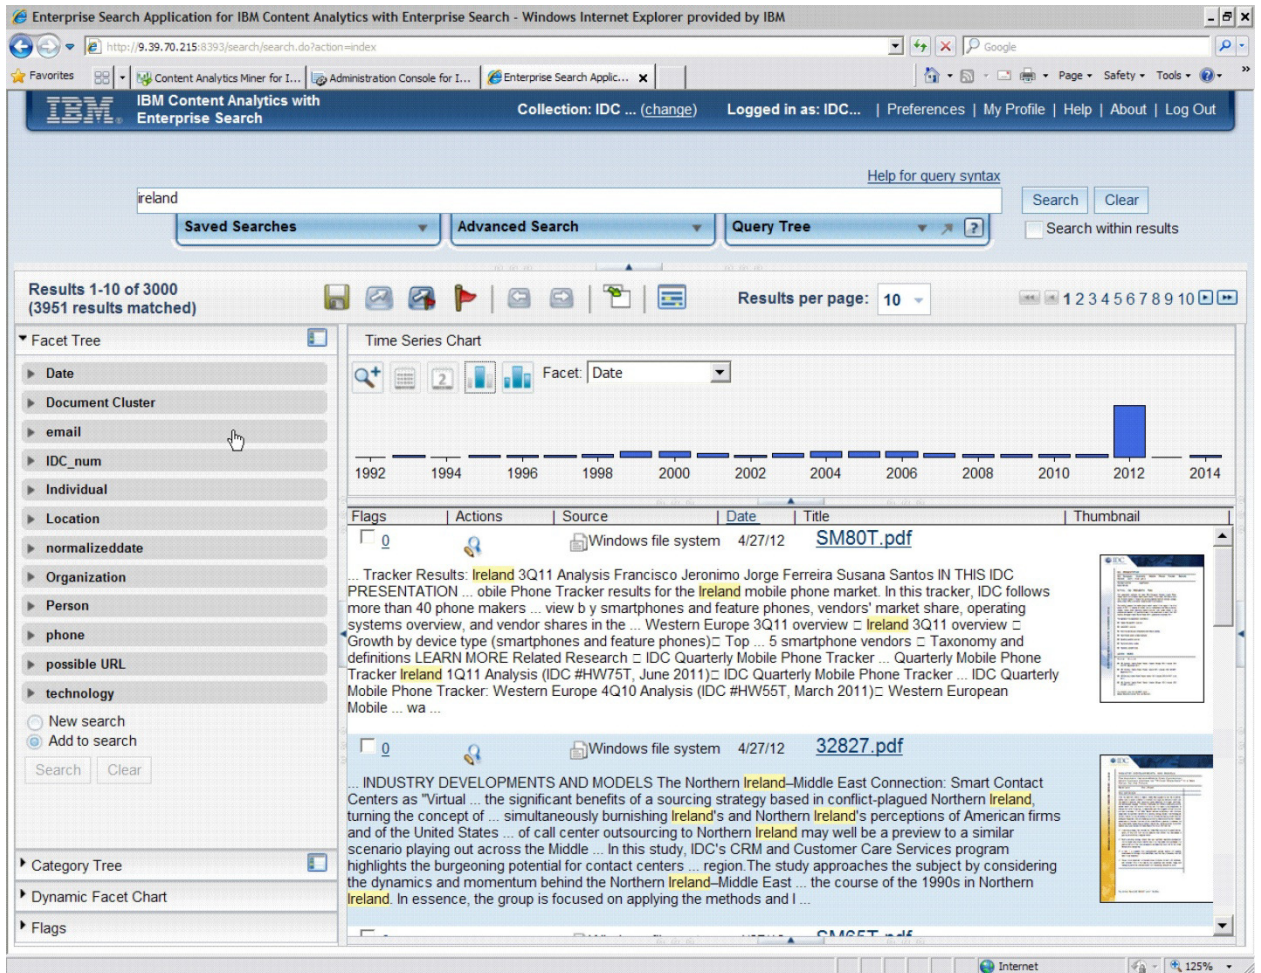 Enterprise Search Application for IBM Content Analytics with Enterprise Search - Windows Internet Explorer provided by IBM
http://9.39.70.215:8393/search/search.do?action=index
Google
Favorites
Content Analytics Miner for I...
Administration Console for I...
Enterprise Search Applic...
Page
Safety
Tools
IBM
IBM Content Analytics with
Enterprise Search
Collection: IDC ... (change)
Logged in as: IDC...
| Preferences | My Profile | Help | About | Log Out
Help for query syntax
ireland
Search
Clear
Saved Searches
Advanced Search
Query Tree
?
Search within results
Results 1-10 of 3000
(3951 results matched)
Results per page: 10
1 2 3 4 5 6 7 8 9 10
Facet Tree
Date
Document Cluster
email
IDC_num
Individual
Location
normalizeddate
Organization
Person
phone
possible URL
technology
New search
Add to search
Search
Clear
Category Tree
Dynamic Facet Chart
Flags
Time Series Chart
2
Facet: Date
1992 1994 1996 1998 2000 2002 2004 2006 2008 2010 2012 2014
Flags | Actions | Source | Date | Title | Thumbnail |
0 Windows file system 4/27/12 SM80T.pdf
... Tracker Results: Ireland 3Q11 Analysis Francisco Jeronimo Jorge Ferreira Susana Santos IN THIS IDC
PRESENTATION ... obile Phone Tracker results for the Ireland mobile phone market. In this tracker, IDC follows
more than 40 phone makers ... view b y smartphones and feature phones, vendors' market share, operating
systems overview, and vendor shares in the ... Western Europe 3Q11 overview □ Ireland 3Q11 overview □
Growth by device type (smartphones and feature phones)□ Top ... 5 smartphone vendors □ Taxonomy and
definitions LEARN MORE Related Research □ IDC Quarterly Mobile Phone Tracker ... Quarterly Mobile Phone
Tracker Ireland 1Q11 Analysis (IDC #HW75T, June 2011)□ IDC Quarterly Mobile Phone Tracker ... IDC Quarterly
Mobile Phone Tracker: Western Europe 4Q10 Analysis (IDC #HW55T, March 2011)□ Western European
Mobile ... wa ...
IDC
0 Windows file system 4/27/12 32827.pdf
... INDUSTRY DEVELOPMENTS AND MODELS The Northern Ireland–Middle East Connection: Smart Contact
Centers as "Virtual ... the significant benefits of a sourcing strategy based in conflict-plagued Northern Ireland,
turning the concept of ... simultaneously burnishing Ireland's and Northern Ireland's perceptions of American firms
and of the United States ... of call center outsourcing to Northern Ireland may well be a preview to a similar
scenario playing out across the Middle ... In this study, IDC's CRM and Customer Care Services program
highlights the burgeoning potential for contact centers ... region.The study approaches the subject by considering
the dynamics and momentum behind the Northern Ireland–Middle East ... the course of the 1990s in Northern
Ireland. In essence, the group is focused on applying the methods and l ...
IDC
SM65T.pdf
Internet
125%